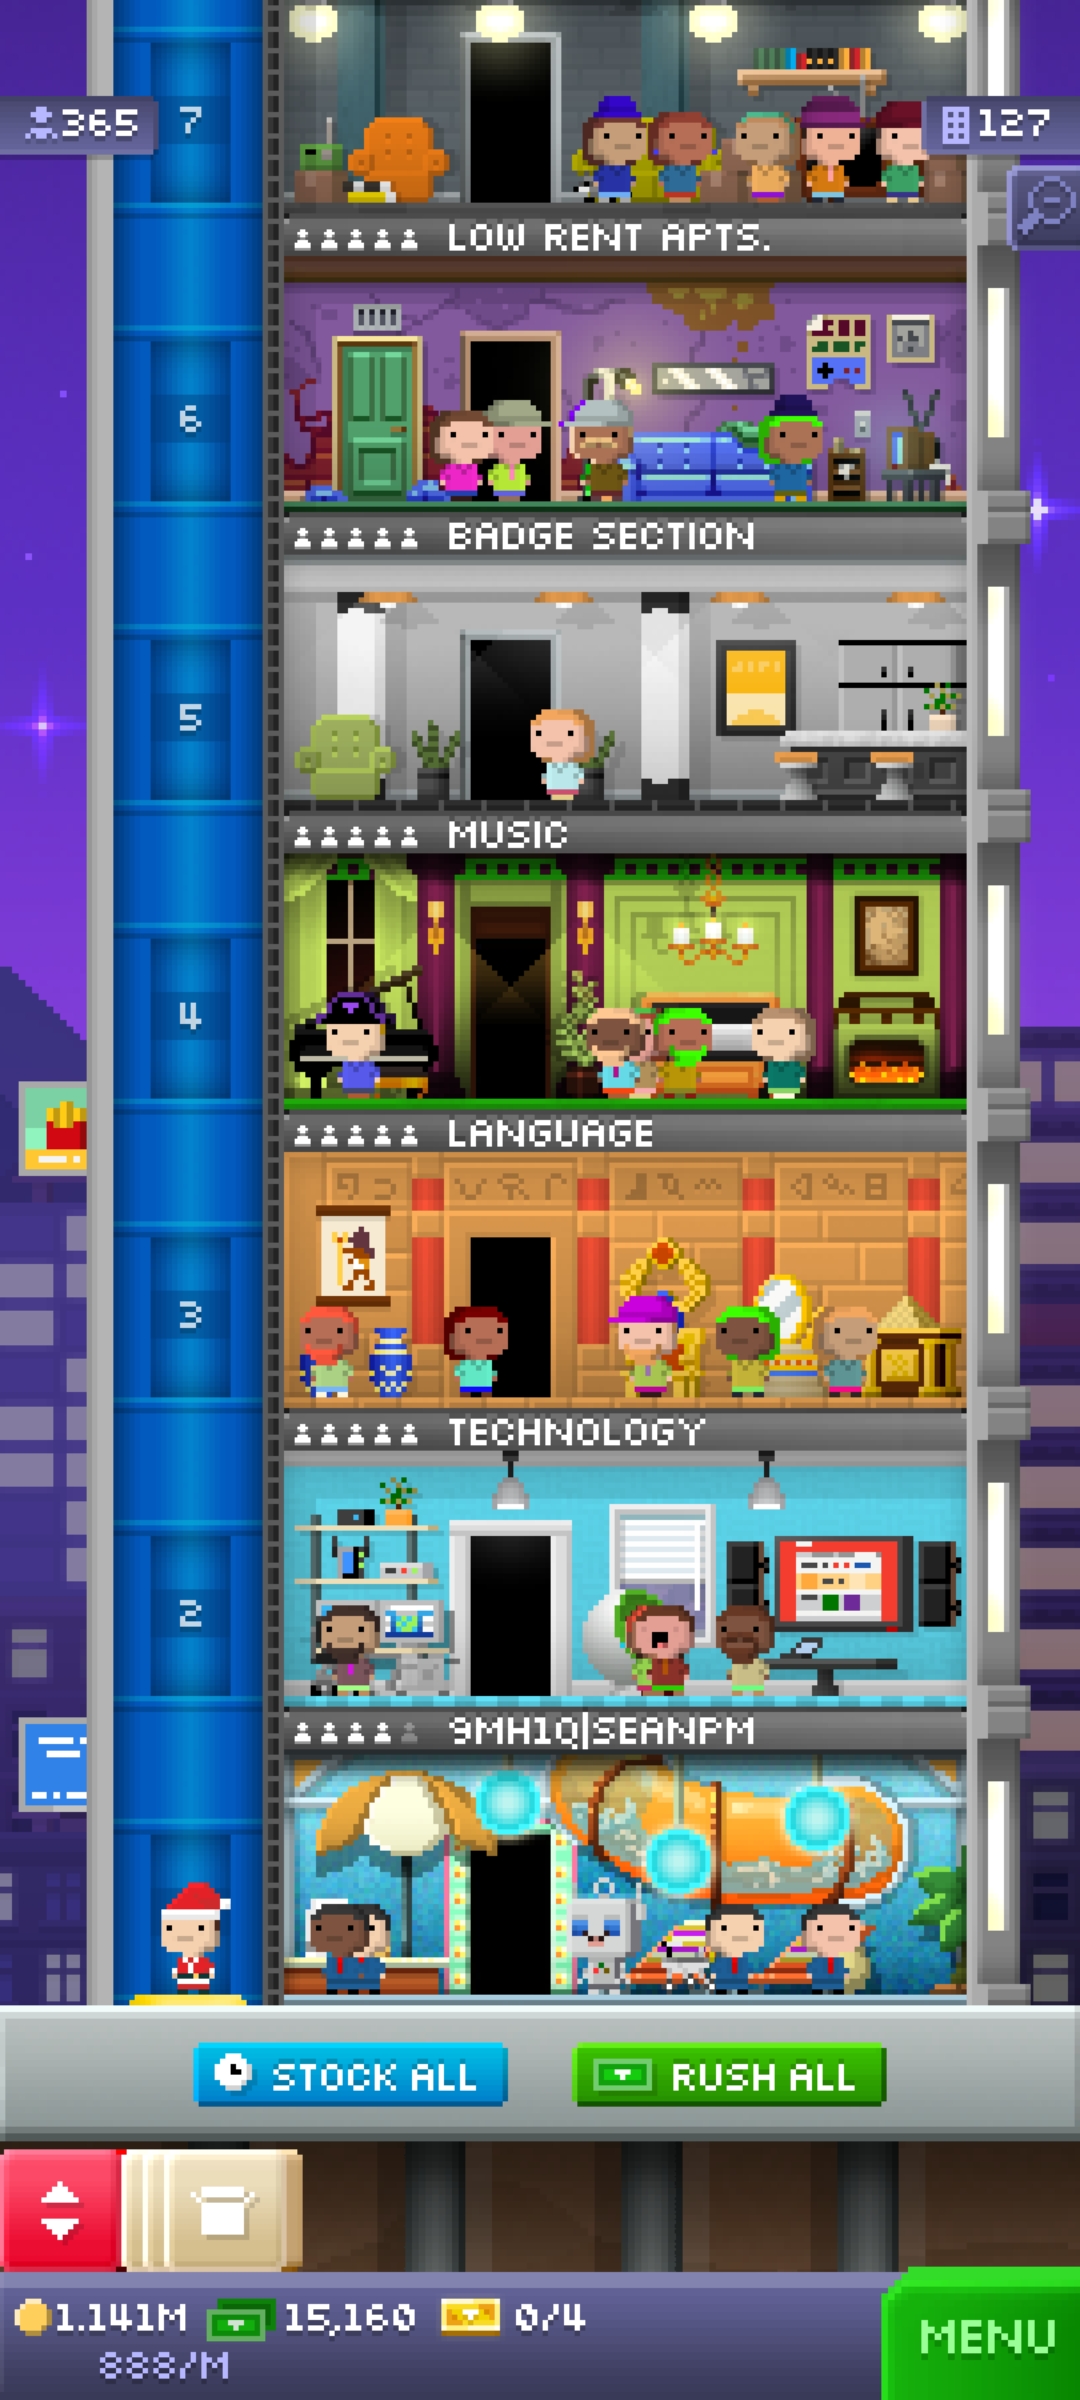 365
7
127
LOW RENT APTS.
6
BADGE SECTION
5
MUSIC
4
LANGUAGE
3
TECHNOLOGY
2
9MH1Q|SEANPM
STOCK ALL
RUSH ALL
1.141M
15,160
0/4
888/M
MENU